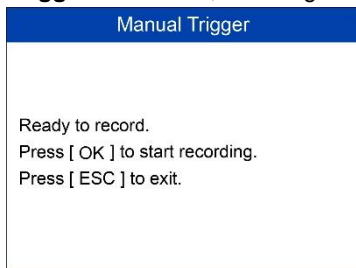 Manual Trigger
Ready to record.
Press [ OK ] to start recording.
Press [ ESC ] to exit.